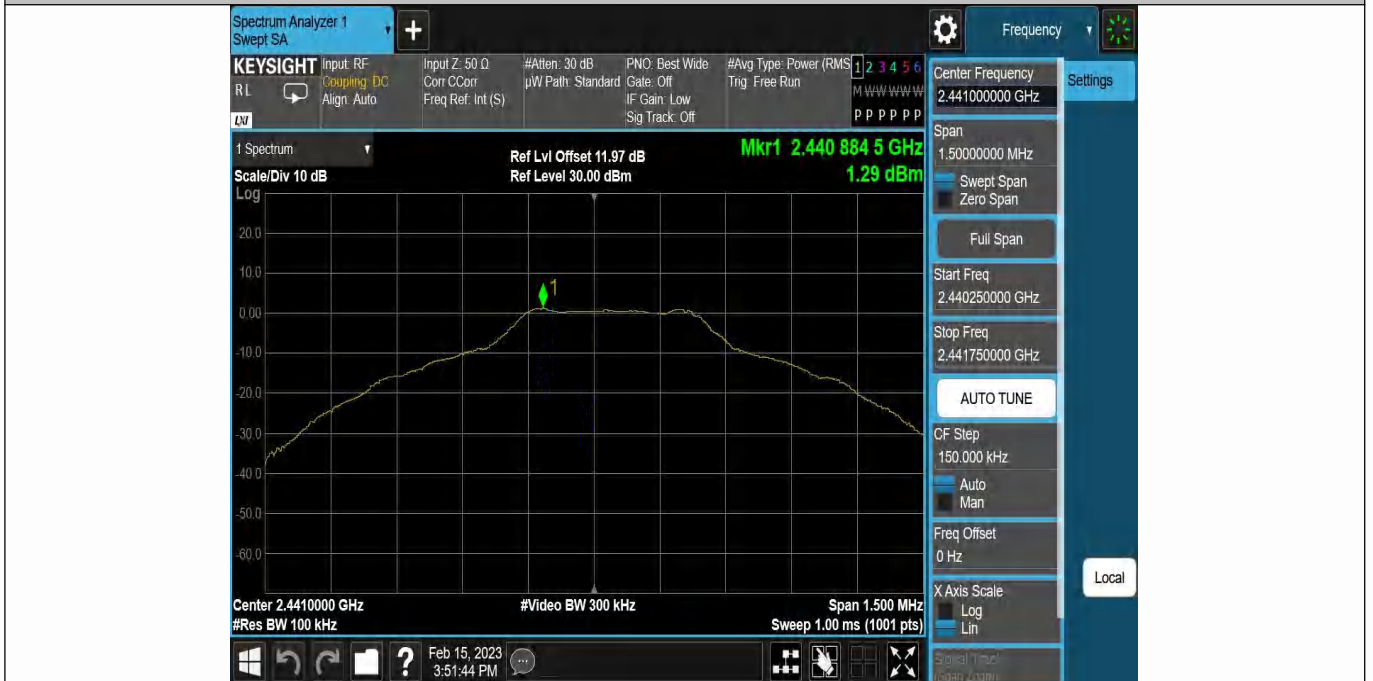 Spectrum Analyzer 1
Swept SA
+
Frequency
KEYSIGHT
RL
LXI
Input: RF
Coupling: DC
Align: Auto
Input Z: 50 Ω
Corr CCorr
Freq Ref: Int (S)
#Atten: 30 dB
µW Path: Standard
PNO: Best Wide
Gate: Off
IF Gain: Low
Sig Track: Off
#Avg Type: Power (RMS
Trig: Free Run
1 2 3 4 5 6
M W W W W W
P P P P P P
1 Spectrum
Scale/Div 10 dB
Ref Lvl Offset 11.97 dB
Ref Level 30.00 dBm
Mkr1 2.440 884 5 GHz
1.29 dBm
Log
20.0
10.0
0.00
-10.0
-20.0
-30.0
-40.0
-50.0
-60.0
1
Center 2.4410000 GHz
#Res BW 100 kHz
#Video BW 300 kHz
Span 1.500 MHz
Sweep 1.00 ms (1001 pts)
Center Frequency
2.441000000 GHz
Settings
Span
1.50000000 MHz
Swept Span
Zero Span
Full Span
Start Freq
2.440250000 GHz
Stop Freq
2.441750000 GHz
AUTO TUNE
CF Step
150.000 kHz
Auto
Man
Freq Offset
0 Hz
X Axis Scale
Log
Lin
Local
Signal Track
(Span Zoom)
?
Feb 15, 2023
3:51:44 PM